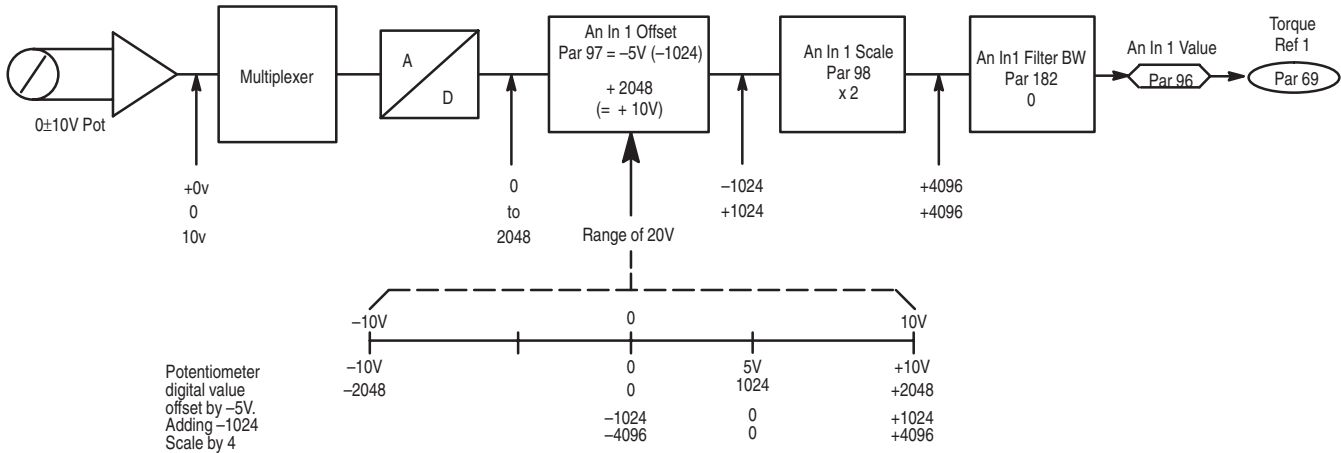 0±10V Pot
+0v
0
10v
Multiplexer
A
D
0
to
2048
An In 1 Offset
Par 97 = –5V (–1024)
+ 2048
(= + 10V)
Range of 20V
–1024
+1024
An In 1 Scale
Par 98
x 2
+4096
+4096
An In1 Filter BW
Par 182
0
An In 1 Value
Par 96
Torque
Ref 1
Par 69
–10V 0 10V
–10V 0 5V +10V
Potentiometer
digital value –2048 0 1024 +2048
offset by –5V.
Adding –1024 –1024 0 +1024
Scale by 4 –4096 0 +4096